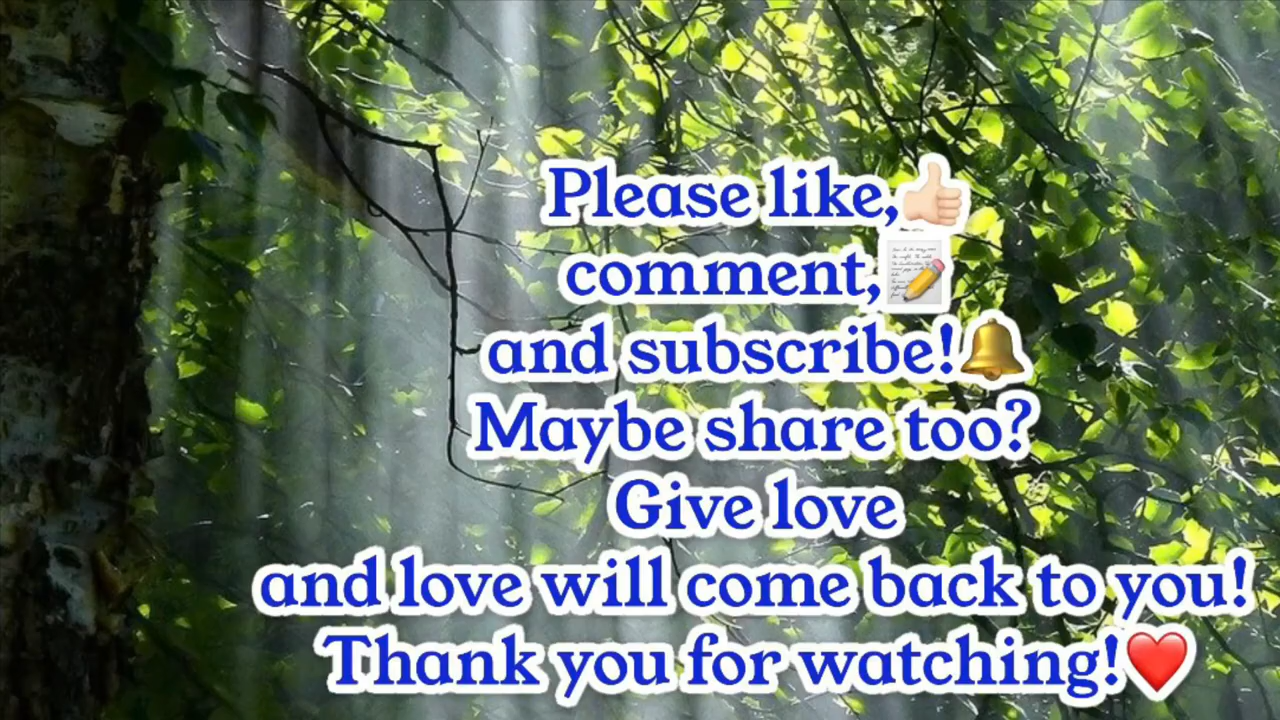 Please like,👍🏻
comment,📝
and subscribe!🔔
Maybe share too?
Give love
and love will come back to you!
Thank you for watching!❤️